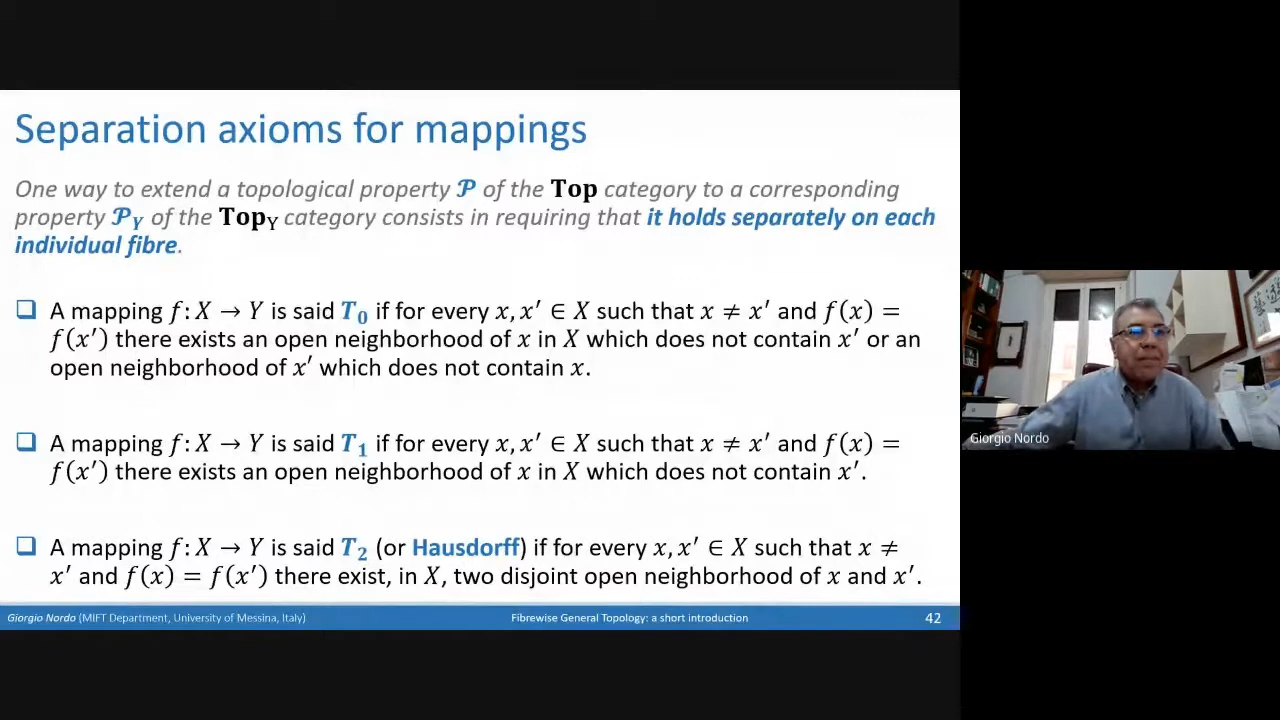 Separation axioms for mappings
One way to extend a topological property 𝒫 of the Top category to a corresponding
property 𝒫_Y of the Top_Y category consists in requiring that it holds separately on each
individual fibre.
❑ A mapping f: X → Y is said T₀ if for every x, x′ ∈ X such that x ≠ x′ and f(x) =
f(x′) there exists an open neighborhood of x in X which does not contain x′ or an
open neighborhood of x′ which does not contain x.
❑ A mapping f: X → Y is said T₁ if for every x, x′ ∈ X such that x ≠ x′ and f(x) =
f(x′) there exists an open neighborhood of x in X which does not contain x′.
❑ A mapping f: X → Y is said T₂ (or Hausdorff) if for every x, x′ ∈ X such that x ≠
x′ and f(x) = f(x′) there exist, in X, two disjoint open neighborhood of x and x′.
Giorgio Nordo (MIFT Department, University of Messina, Italy)
Fibrewise General Topology: a short introduction
42
Giorgio Nordo